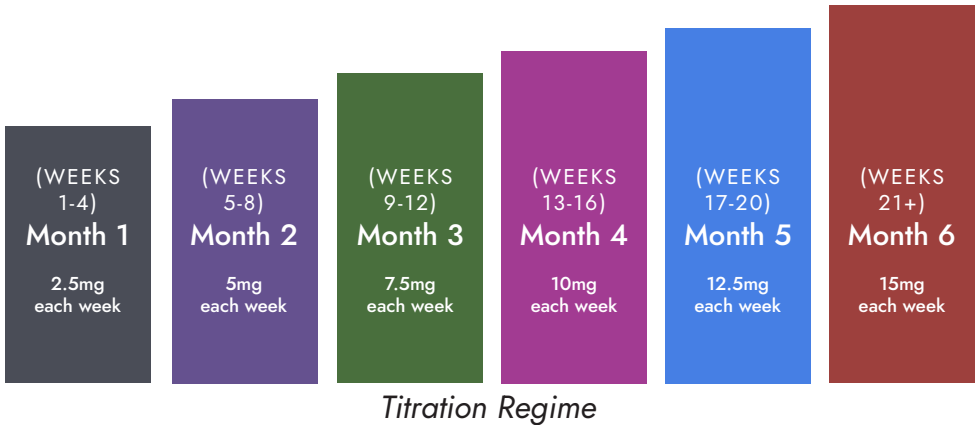 (WEEKS
1-4)
Month 1
2.5mg
each week
(WEEKS
5-8)
Month 2
5mg
each week
(WEEKS
9-12)
Month 3
7.5mg
each week
(WEEKS
13-16)
Month 4
10mg
each week
(WEEKS
17-20)
Month 5
12.5mg
each week
(WEEKS
21+)
Month 6
15mg
each week
Titration Regime